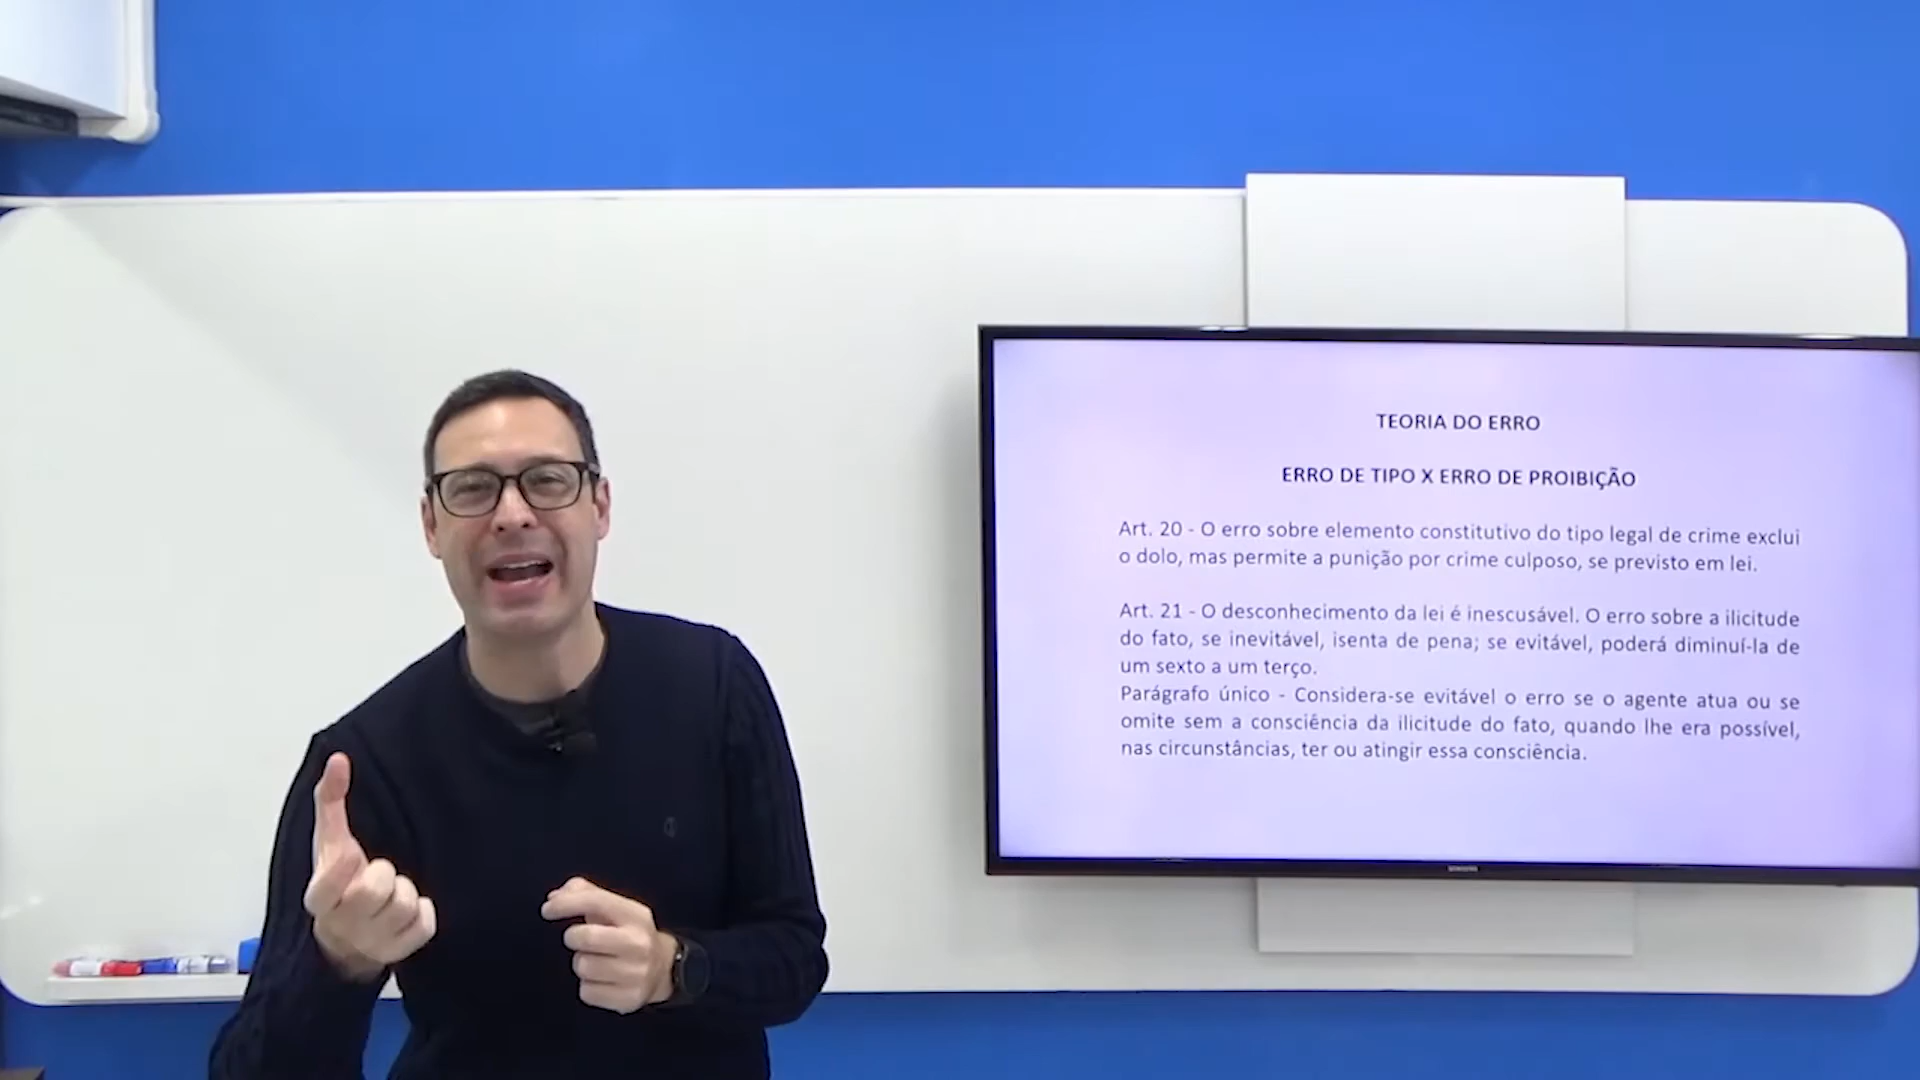 TEORIA DO ERRO
ERRO DE TIPO X ERRO DE PROIBIÇÃO
Art. 20 - O erro sobre elemento constitutivo do tipo legal de crime exclui
o dolo, mas permite a punição por crime culposo, se previsto em lei.
Art. 21 - O desconhecimento da lei é inescusável. O erro sobre a ilicitude
do fato, se inevitável, isenta de pena; se evitável, poderá diminuí-la de
um sexto a um terço.
Parágrafo único - Considera-se evitável o erro se o agente atua ou se
omite sem a consciência da ilicitude do fato, quando lhe era possível,
nas circunstâncias, ter ou atingir essa consciência.